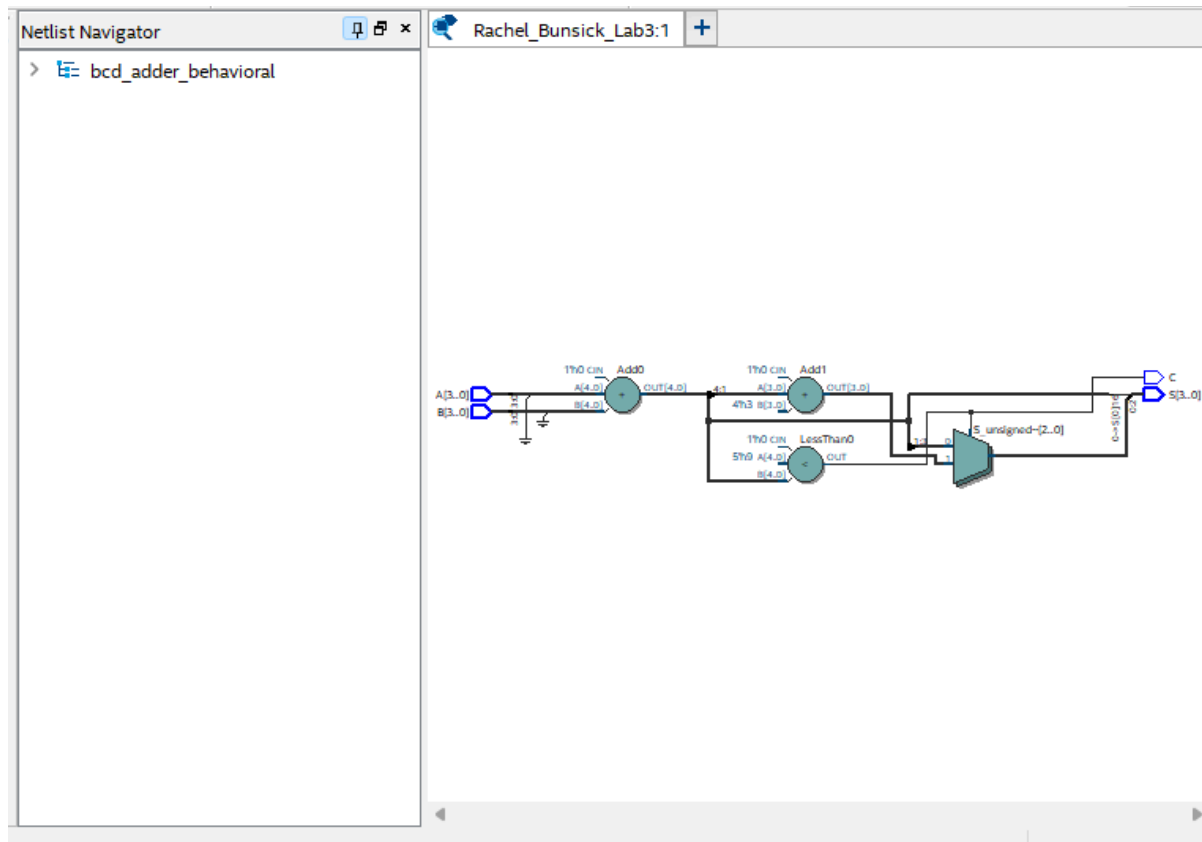 Netlist Navigator
Rachel_Bunsick_Lab3:1
bcd_adder_behavioral
1'h0 CIN Add0
A[4..0] OUT[4..0]
B[4..0]
A[3..0]
B[3..0]
4:1
1'h0 CIN Add1
A[3..0] OUT[3..0]
4'h3 B[3..0]
1'h0 CIN LessThan0
5'h9 A[4..0] OUT
B[4..0]
S_unsigned~[2..0]
0
1
C
S[3..0]